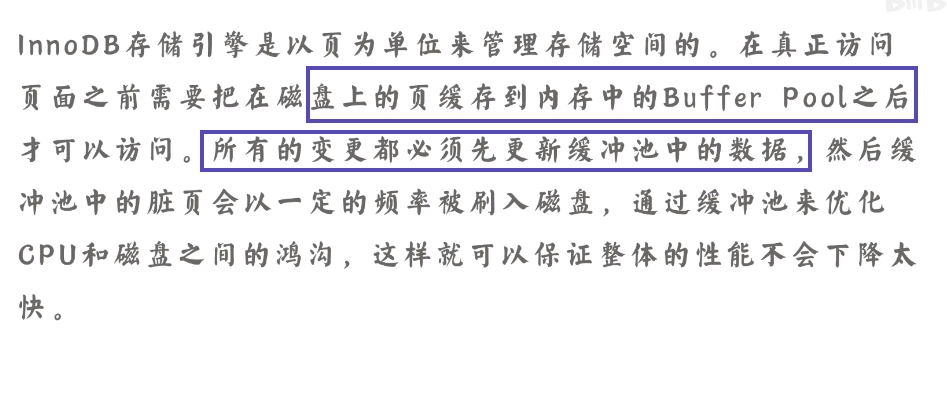 InnoDB存储引擎是以页为单位来管理存储空间的。在真正访问
页面之前需要把在磁盘上的页缓存到内存中的Buffer Pool之后
才可以访问。所有的变更都必须先更新缓冲池中的数据，然后缓
冲池中的脏页会以一定的频率被刷入磁盘，通过缓冲池来优化
CPU和磁盘之间的鸿沟，这样就可以保证整体的性能不会下降太
快。